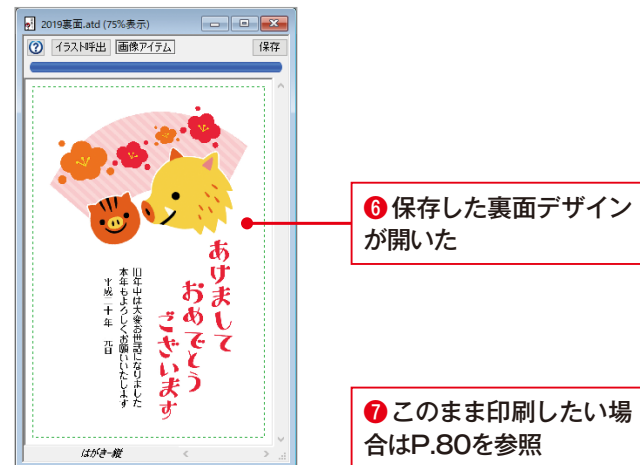 2019裏面.atd (75%表示)
イラスト呼出 画像アイテム 保存
あけまして
おめでとう
ございます
旧年中は大変お世話になりました
本年もよろしくお願いいたします
平成二十年 元日
はがき-縦
❻保存した裏面デザイン
が開いた
❼このまま印刷したい場
合はP.80を参照